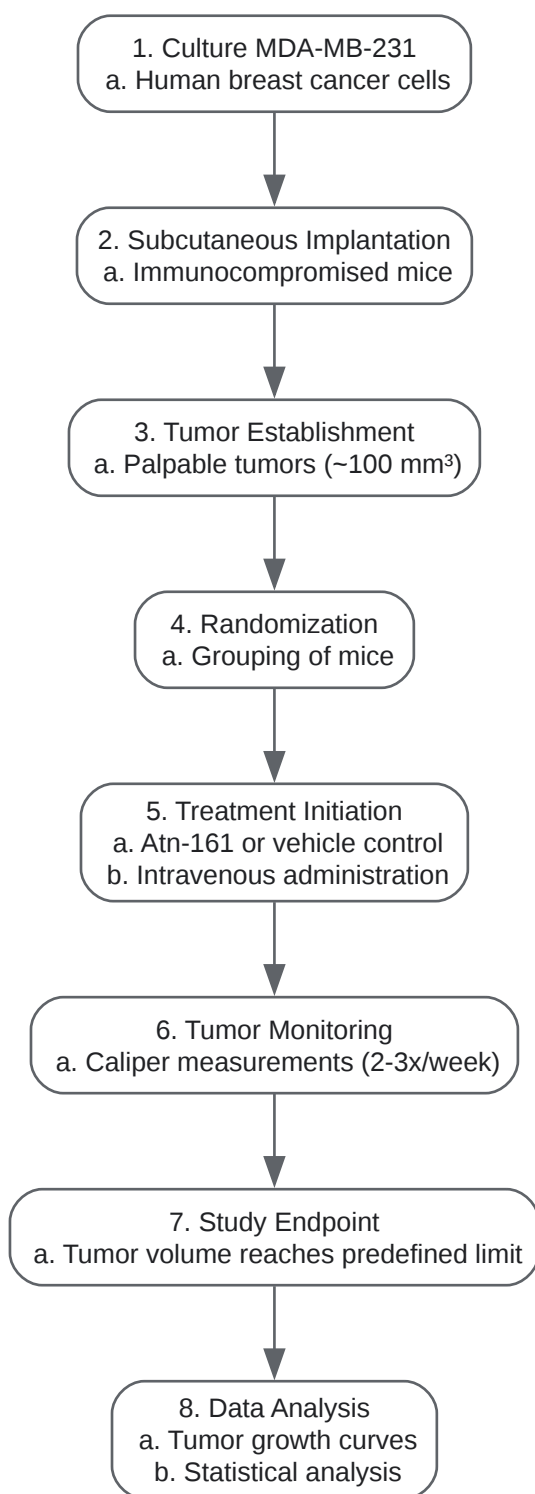 1. Culture MDA-MB-231
a. Human breast cancer cells
2. Subcutaneous Implantation
a. Immunocompromised mice
3. Tumor Establishment
a. Palpable tumors (~100 mm³)
4. Randomization
a. Grouping of mice
5. Treatment Initiation
a. Atn-161 or vehicle control
b. Intravenous administration
6. Tumor Monitoring
a. Caliper measurements (2-3x/week)
7. Study Endpoint
a. Tumor volume reaches predefined limit
8. Data Analysis
a. Tumor growth curves
b. Statistical analysis